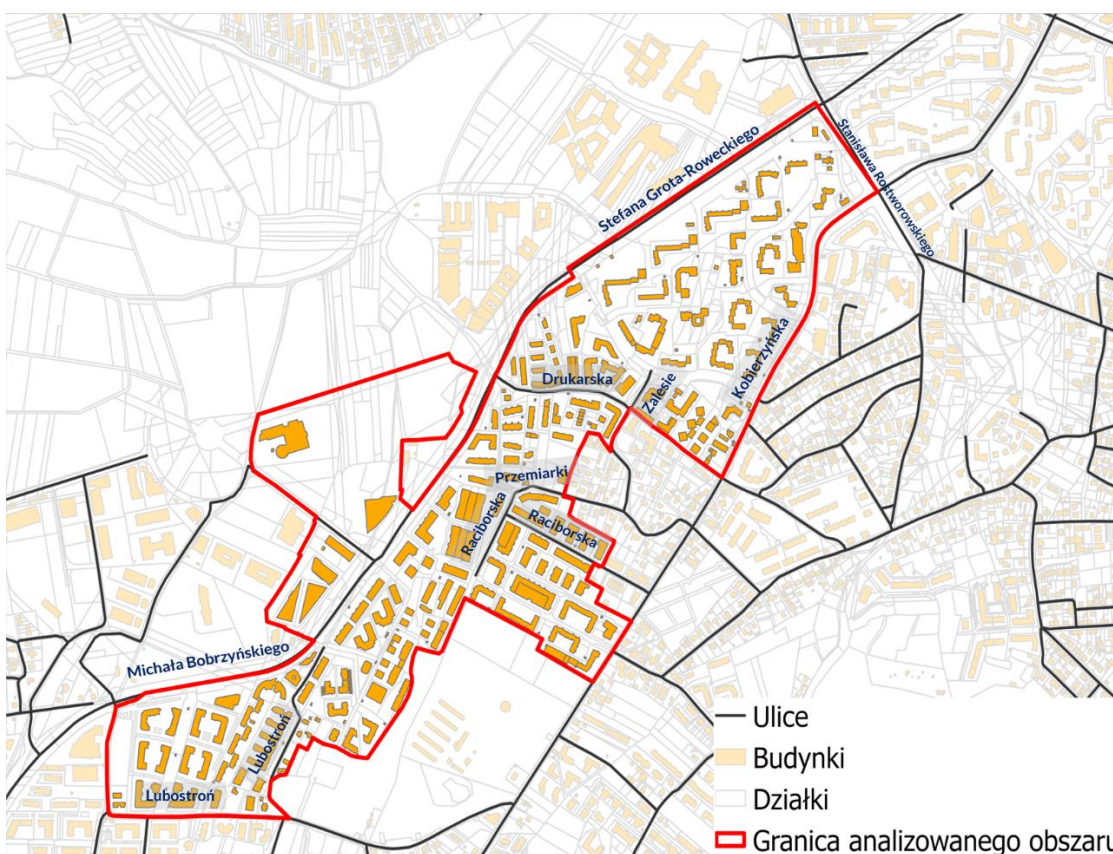 Stefana Grota-Roweckiego
Stanisława Rostworowskiego
Kobierzyńska
Zalesie
Drukarska
Przemiarki
Raciborska
Raciborska
Michała Bobrzyńskiego
Lubostroń
Lubostroń
Ulice
Budynki
Działki
Granica analizowanego obszaru